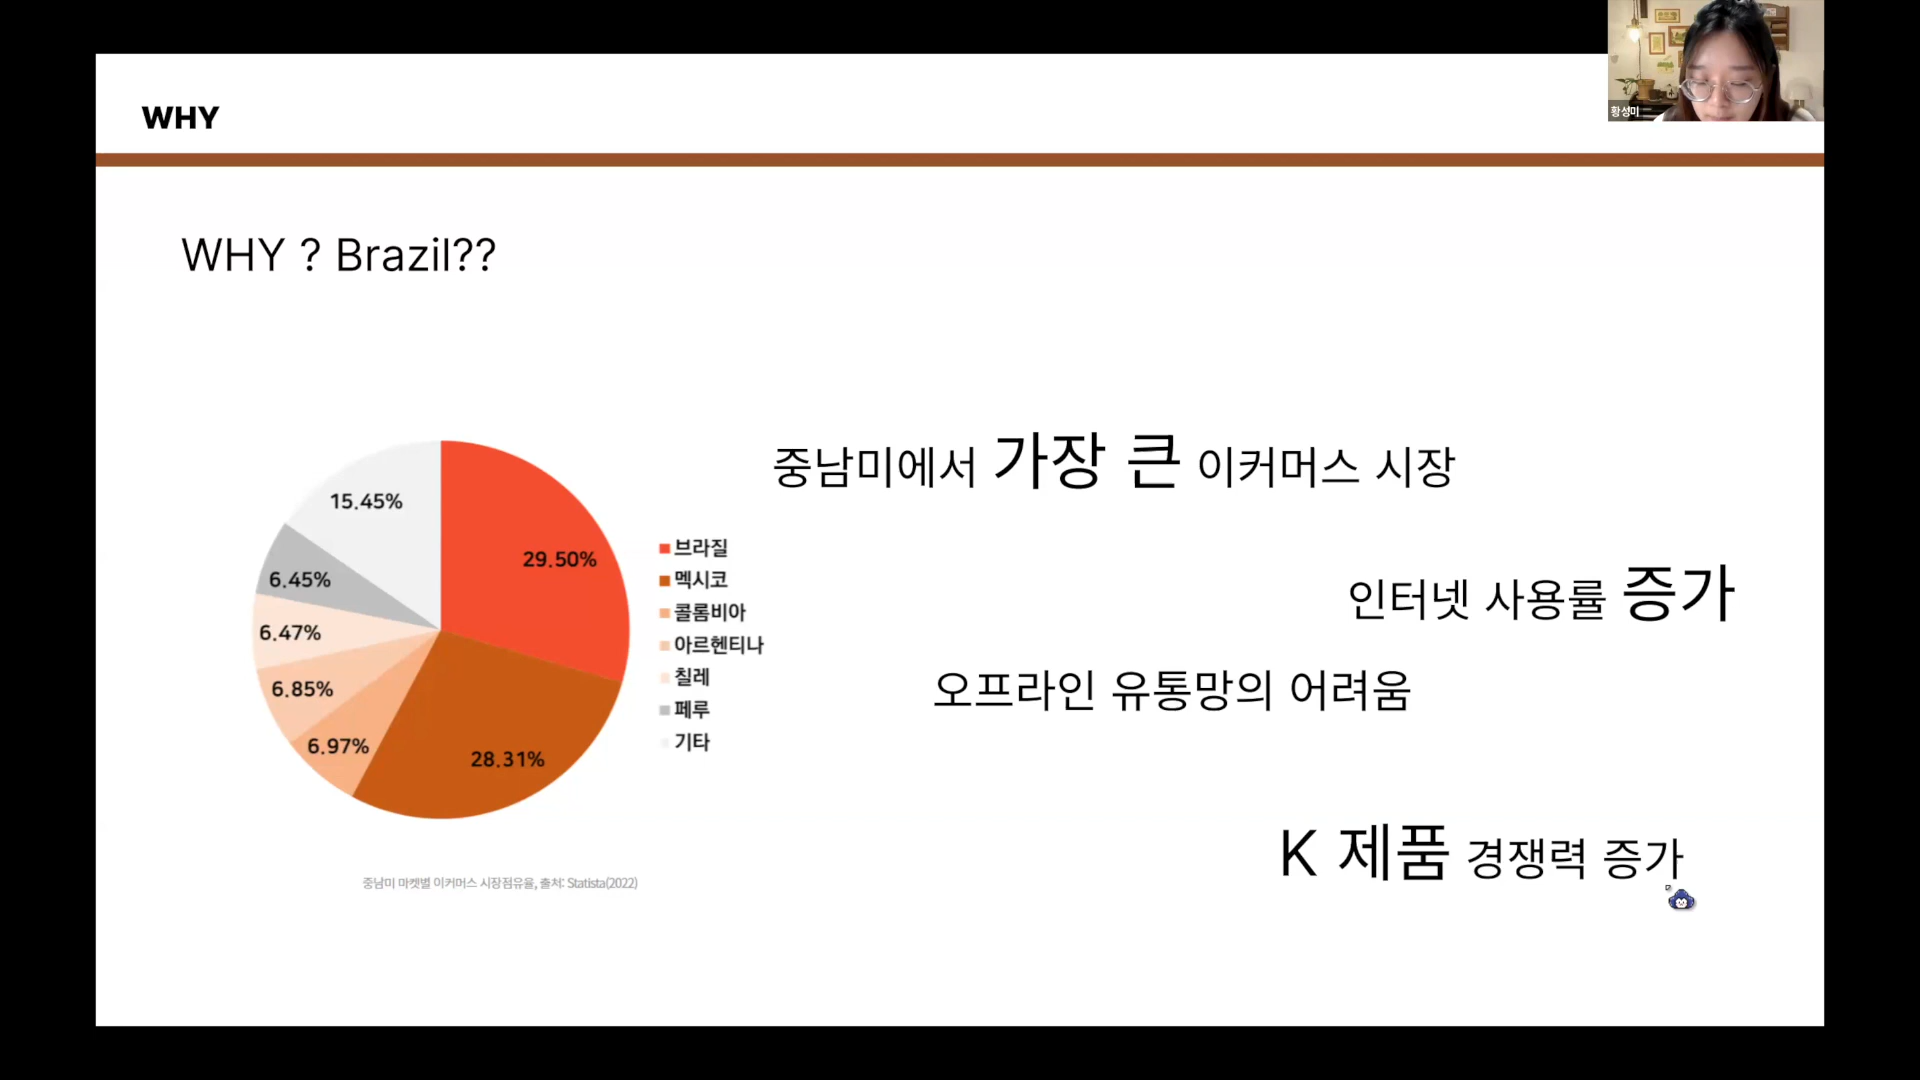 WHY
황성미
WHY ? Brazil??
중남미에서 가장 큰 이커머스 시장
인터넷 사용률 증가
오프라인 유통망의 어려움
K 제품 경쟁력 증가
15.45%
29.50%
6.45%
6.47%
6.85%
6.97%
28.31%
브라질
멕시코
콜롬비아
아르헨티나
칠레
페루
기타
중남미 마켓별 이커머스 시장점유율, 출처: Statista(2022)